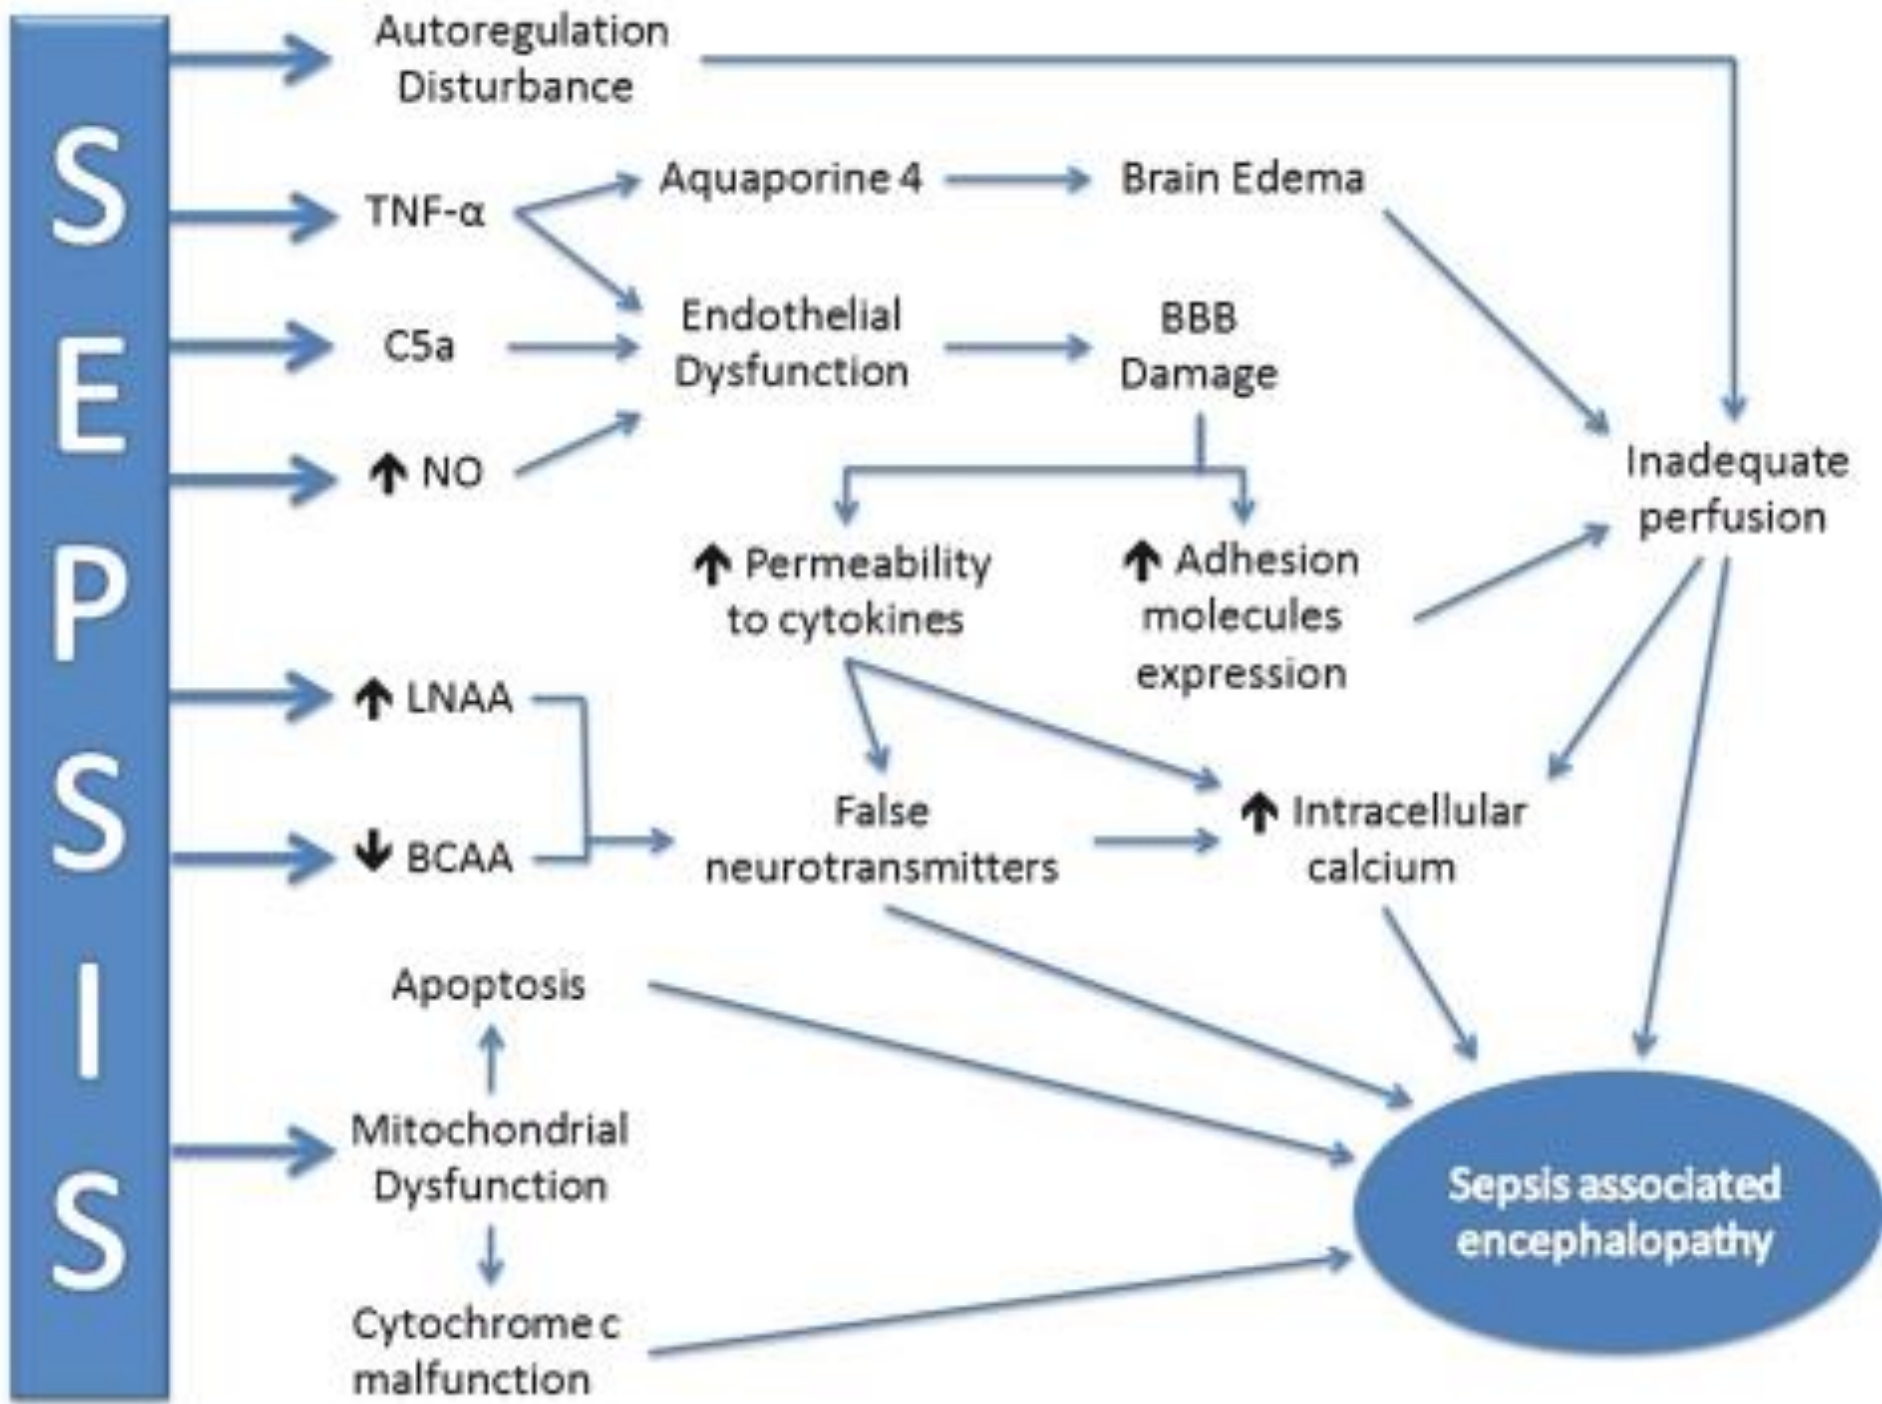 SEPSIS
Autoregulation
Disturbance
TNF-α
Aquaporine 4
Brain Edema
C5a
Endothelial
Dysfunction
BBB
Damage
↑ NO
Inadequate
perfusion
↑ Permeability
to cytokines
↑ Adhesion
molecules
expression
↑ LNAA
↓ BCAA
False
neurotransmitters
↑ Intracellular
calcium
Apoptosis
Mitochondrial
Dysfunction
Cytochrome c
malfunction
Sepsis associated
encephalopathy